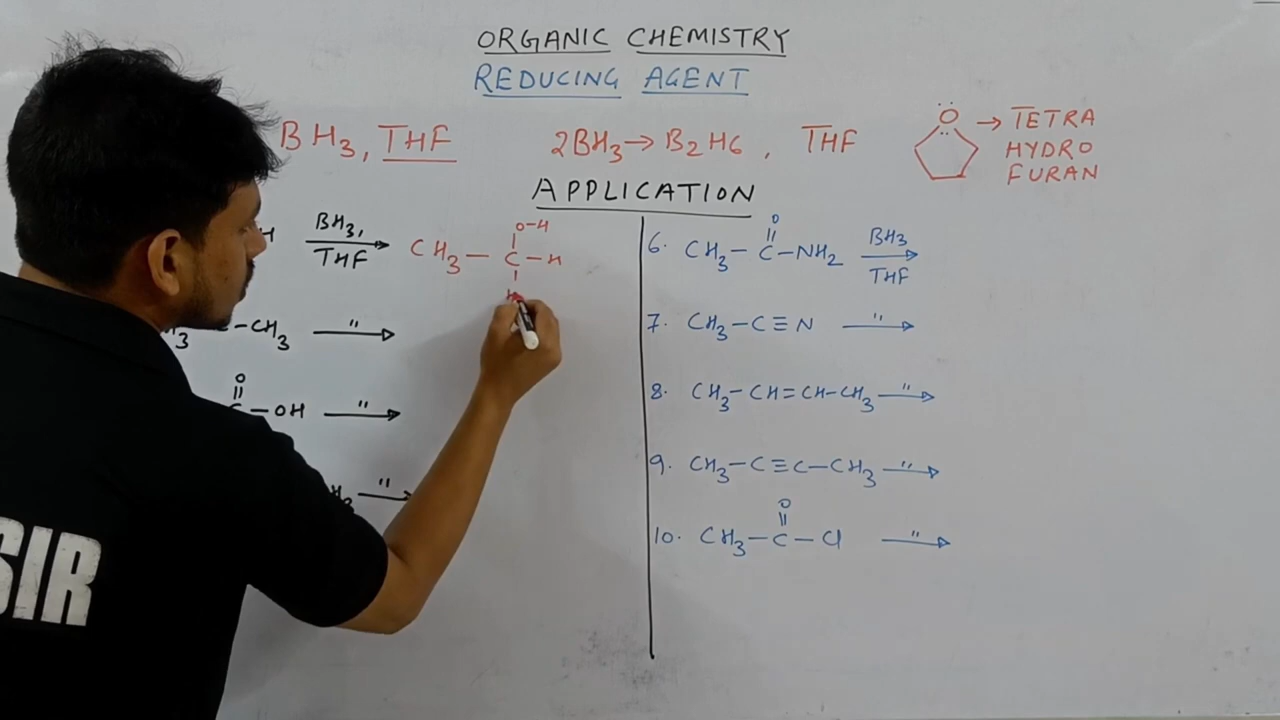 ORGANIC CHEMISTRY
REDUCING AGENT
BH3, THF 2BH3→B2H6, THF O→TETRA
HYDRO
FURAN
APPLICATION
H BH3, THF → CH3-C-H O-H H
-CH3 "→
O
C-OH "→
"→
6. CH3-C-NH2 O BH3 THF →
7. CH3-C≡N "→
8. CH3-CH=CH-CH3 "→
9. CH3-C≡C-CH3 "→
10. CH3-C-Cl O "→
SIR